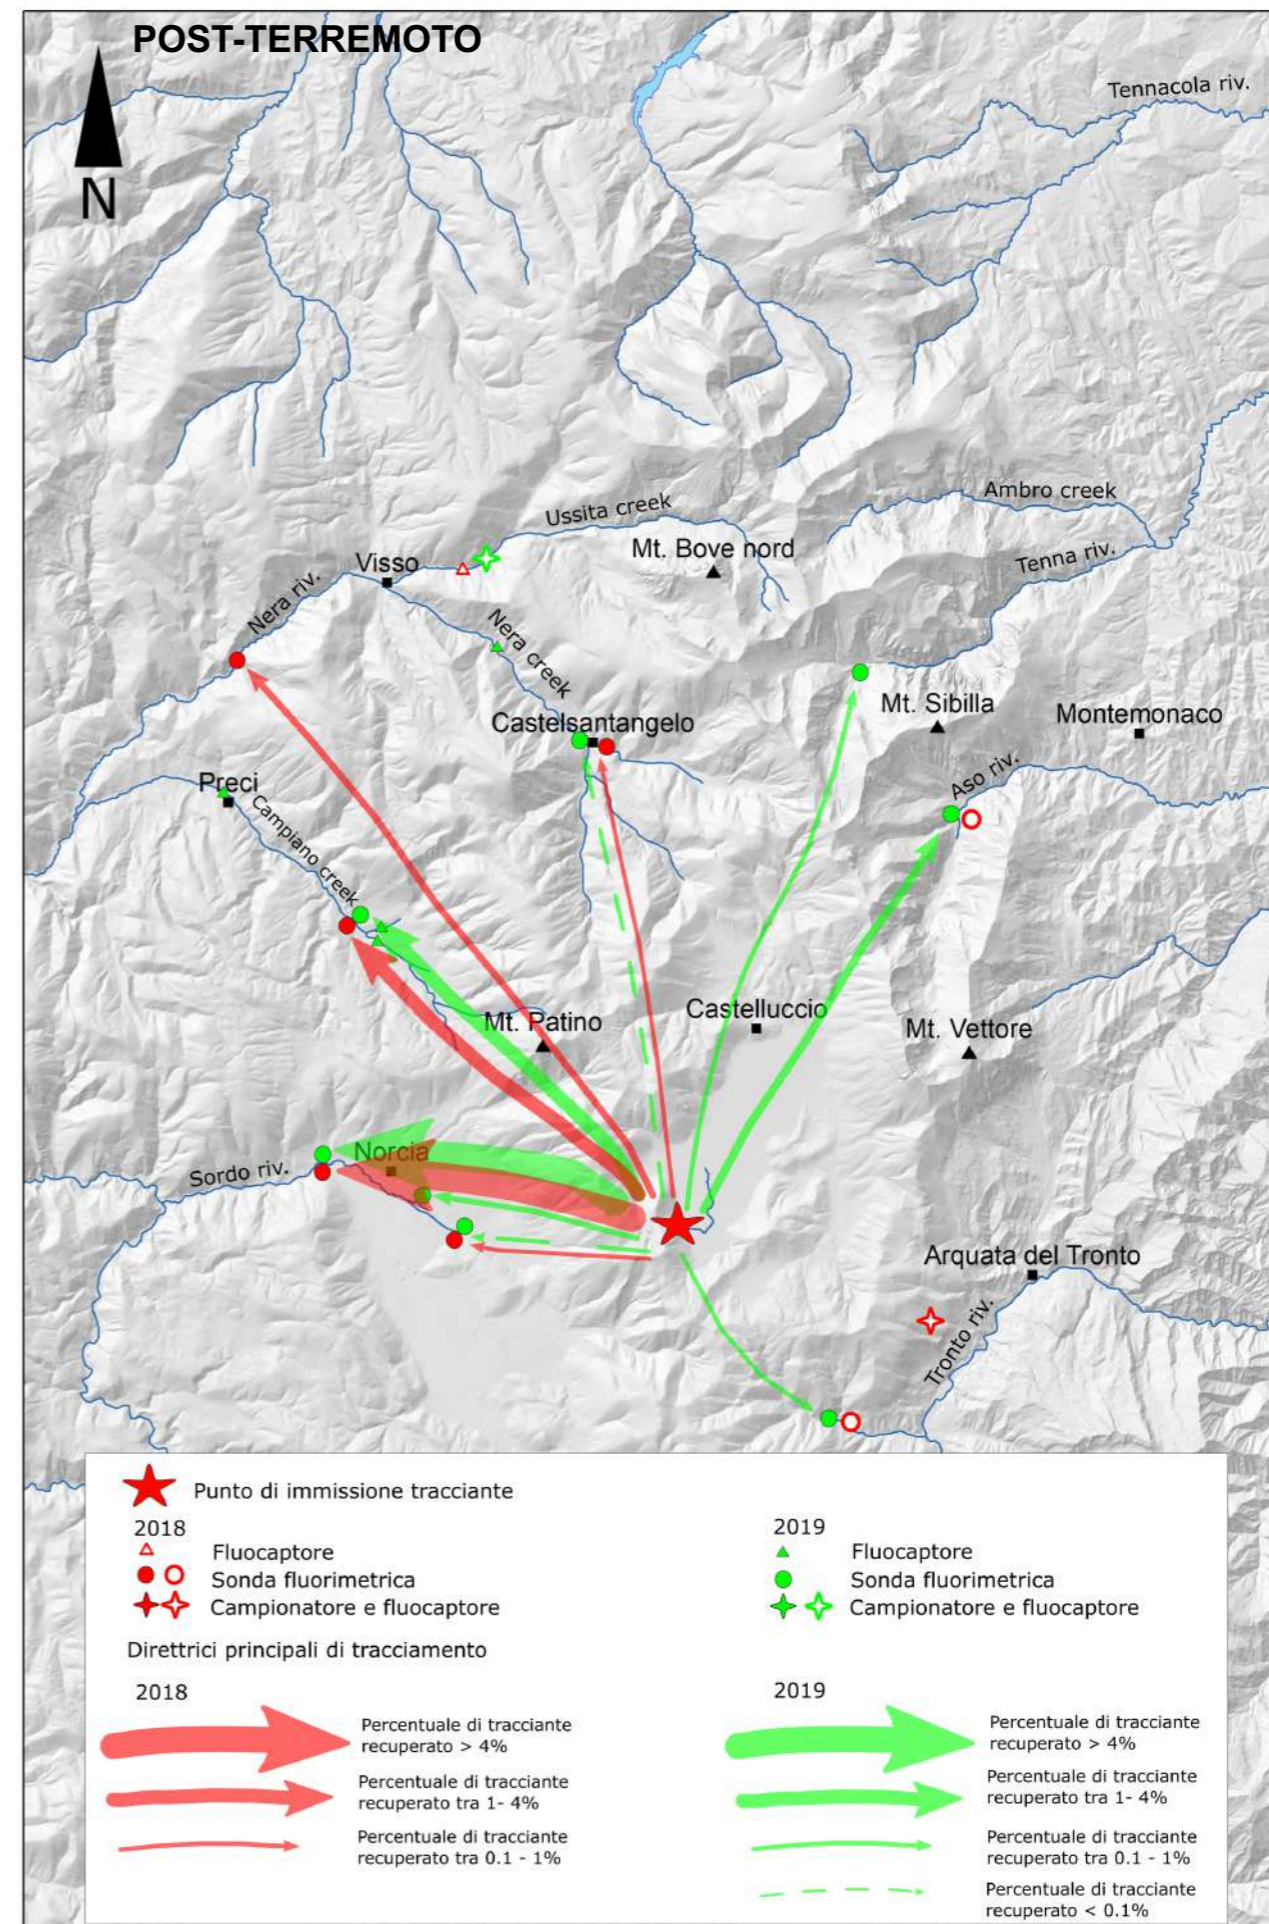 POST-TERREMOTO
N
Tennacola riv.
Ussita creek
Ambro creek
Visso
Mt. Bove nord
Tenna riv.
Nera riv.
Nera creek
Castelsantangelo
Mt. Sibilla
Montemonaco
Preci
Aso riv.
Campiano creek
Mt. Patino
Castelluccio
Mt. Vettore
Norcia
Sordo riv.
Arquata del Tronto
Tronto riv.
Punto di immissione tracciante
2018
Fluocaptore
Sonda fluorimetrica
Campionatore e fluocaptore
2019
Fluocaptore
Sonda fluorimetrica
Campionatore e fluocaptore
Direttrici principali di tracciamento
2018
Percentuale di tracciante
recuperato > 4%
Percentuale di tracciante
recuperato tra 1- 4%
Percentuale di tracciante
recuperato tra 0.1 - 1%
2019
Percentuale di tracciante
recuperato > 4%
Percentuale di tracciante
recuperato tra 1- 4%
Percentuale di tracciante
recuperato tra 0.1 - 1%
Percentuale di tracciante
recuperato < 0.1%